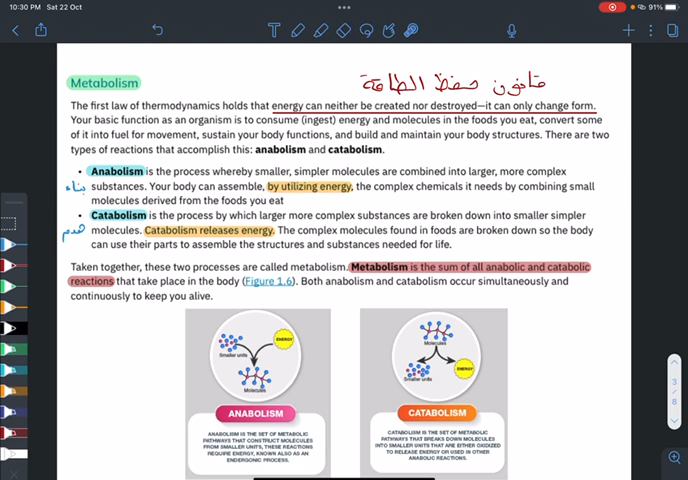 10:30 PM Sat 22 Oct
91%
Metabolism
قانون حفظ الطاقة
The first law of thermodynamics holds that energy can neither be created nor destroyed—it can only change form.
Your basic function as an organism is to consume (ingest) energy and molecules in the foods you eat, convert some
of it into fuel for movement, sustain your body functions, and build and maintain your body structures. There are two
types of reactions that accomplish this: anabolism and catabolism.
• Anabolism is the process whereby smaller, simpler molecules are combined into larger, more complex
بناء substances. Your body can assemble, by utilizing energy, the complex chemicals it needs by combining small
molecules derived from the foods you eat
• Catabolism is the process by which larger more complex substances are broken down into smaller simpler
هدم molecules. Catabolism releases energy. The complex molecules found in foods are broken down so the body
can use their parts to assemble the structures and substances needed for life.
Taken together, these two processes are called metabolism. Metabolism is the sum of all anabolic and catabolic
reactions that take place in the body (Figure 1.6). Both anabolism and catabolism occur simultaneously and
continuously to keep you alive.
ENERGY
Smaller units
Molecules
ANABOLISM
ANABOLISM IS THE SET OF METABOLIC
PATHWAYS THAT CONSTRUCT MOLECULES
FROM SMALLER UNITS, THESE REACTIONS
REQUIRE ENERGY, KNOWN ALSO AS AN
ENDERGONIC PROCESS.
Molecules
ENERGY
Smaller units
CATABOLISM
CATABOLISM IS THE SET OF METABOLIC
PATHWAYS THAT BREAKS DOWN MOLECULES
INTO SMALLER UNITS THAT ARE EITHER OXIDIZED
TO RELEASE ENERGY OR USED IN OTHER
ANABOLIC REACTIONS.
3
/
8